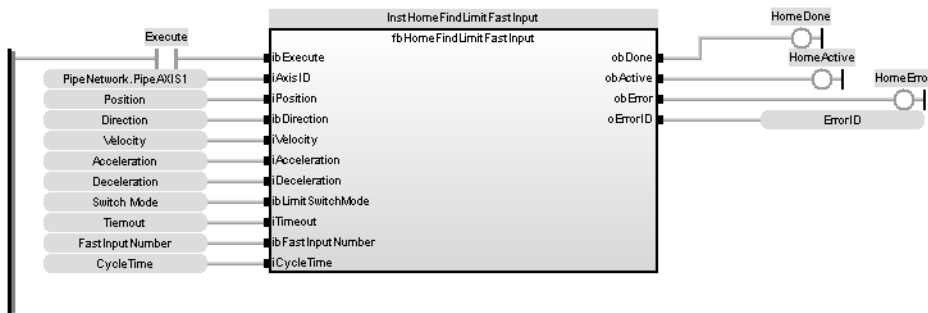 InstHomeFindLimitFastInput
HomeDone
Execute
fbHomeFindLimitFastInput
ibExecute
obDone
HomeActive
PipeNetwork.PipeAXIS1
iAxisID
obActive
HomeErro
Position
iPosition
obError
Direction
ibDirection
oErrorID
ErrorID
Velocity
iVelocity
Acceleration
iAcceleration
Deceleration
iDeceleration
Switch Mode
ibLimitSwitchMode
Tiemout
iTimeout
FastInputNumber
ibFastInputNumber
CycleTime
iCycleTime